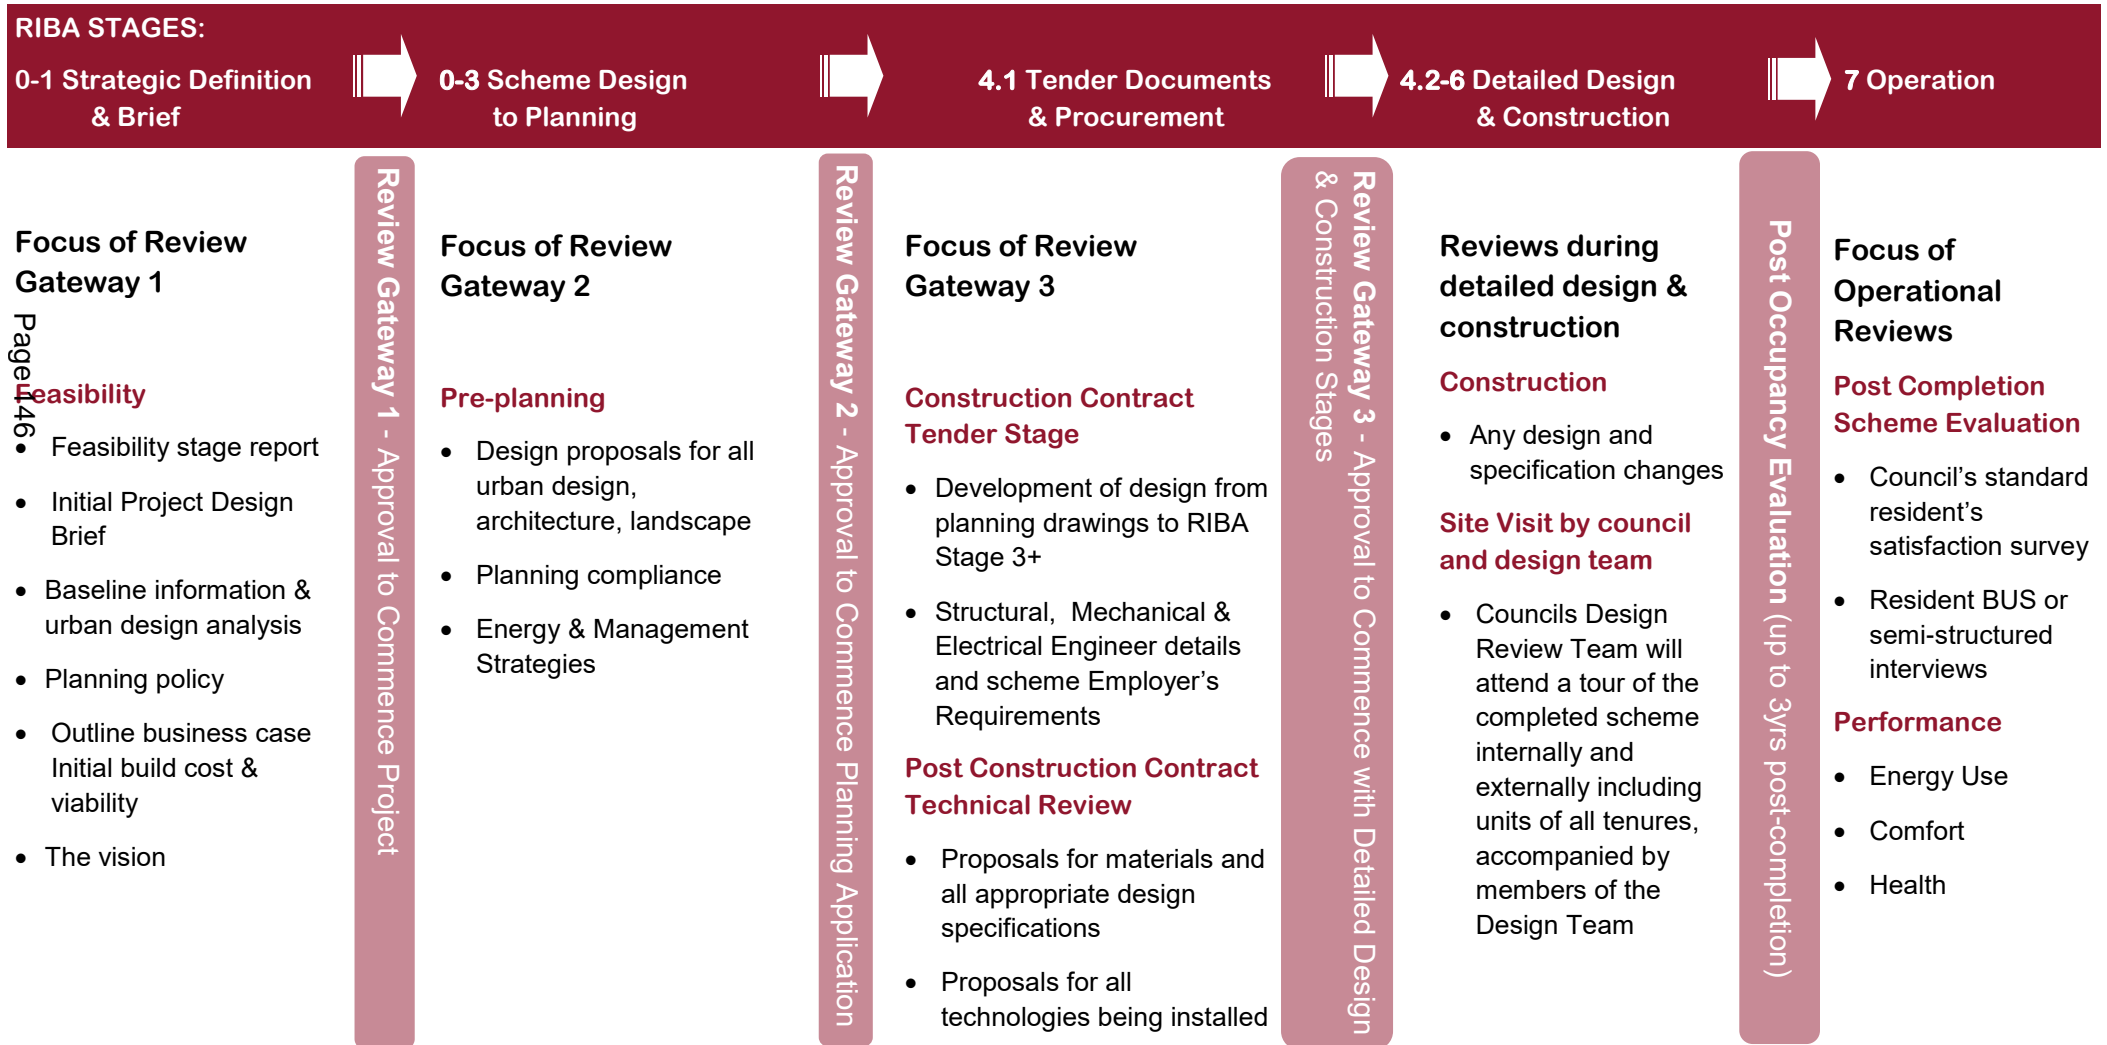 RIBA STAGES:
0-1 Strategic Definition
& Brief
0-3 Scheme Design
to Planning
4.1 Tender Documents
& Procurement
4.2-6 Detailed Design
& Construction
7 Operation
Focus of Review
Gateway 1
Page 146
Feasibility
• Feasibility stage report
• Initial Project Design
Brief
• Baseline information &
urban design analysis
• Planning policy
• Outline business case
Initial build cost &
viability
• The vision
Review Gateway 1 - Approval to Commence Project
Focus of Review
Gateway 2
Pre-planning
• Design proposals for all
urban design,
architecture, landscape
• Planning compliance
• Energy & Management
Strategies
Review Gateway 2 - Approval to Commence Planning Application
Focus of Review
Gateway 3
Construction Contract
Tender Stage
• Development of design from
planning drawings to RIBA
Stage 3+
• Structural, Mechanical &
Electrical Engineer details
and scheme Employer's
Requirements
Post Construction Contract
Technical Review
• Proposals for materials and
all appropriate design
specifications
• Proposals for all
technologies being installed
Review Gateway 3 - Approval to Commence with Detailed Design
& Construction Stages
Reviews during
detailed design &
construction
Construction
• Any design and
specification changes
Site Visit by council
and design team
• Councils Design
Review Team will
attend a tour of the
completed scheme
internally and
externally including
units of all tenures,
accompanied by
members of the
Design Team
Post Occupancy Evaluation (up to 3yrs post-completion)
Focus of
Operational
Reviews
Post Completion
Scheme Evaluation
• Council's standard
resident's
satisfaction survey
• Resident BUS or
semi-structured
interviews
Performance
• Energy Use
• Comfort
• Health